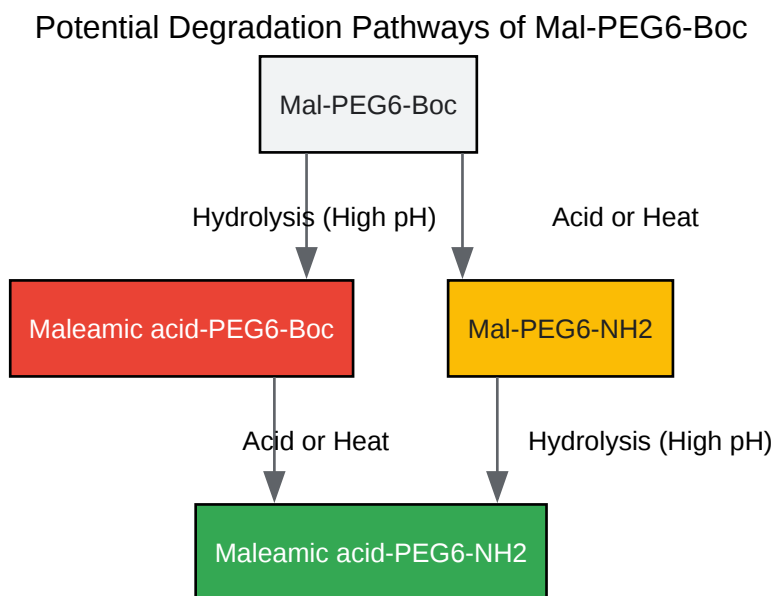 Potential Degradation Pathways of Mal-PEG6-Boc
Mal-PEG6-Boc
Hydrolysis (High pH)
Acid or Heat
Maleamic acid-PEG6-Boc
Mal-PEG6-NH2
Acid or Heat
Hydrolysis (High pH)
Maleamic acid-PEG6-NH2